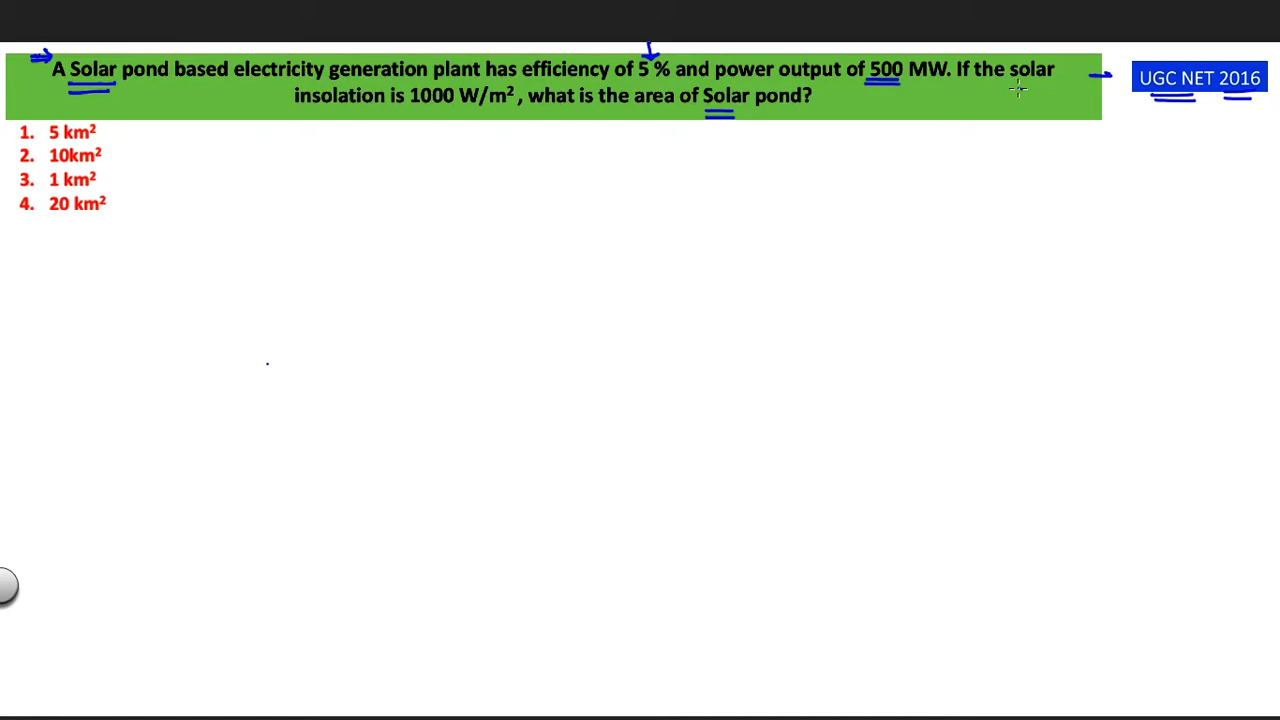 A Solar pond based electricity generation plant has efficiency of 5 % and power output of 500 MW. If the solar
insolation is 1000 W/m², what is the area of Solar pond?
UGC NET 2016
1. 5 km²
2. 10km²
3. 1 km²
4. 20 km²